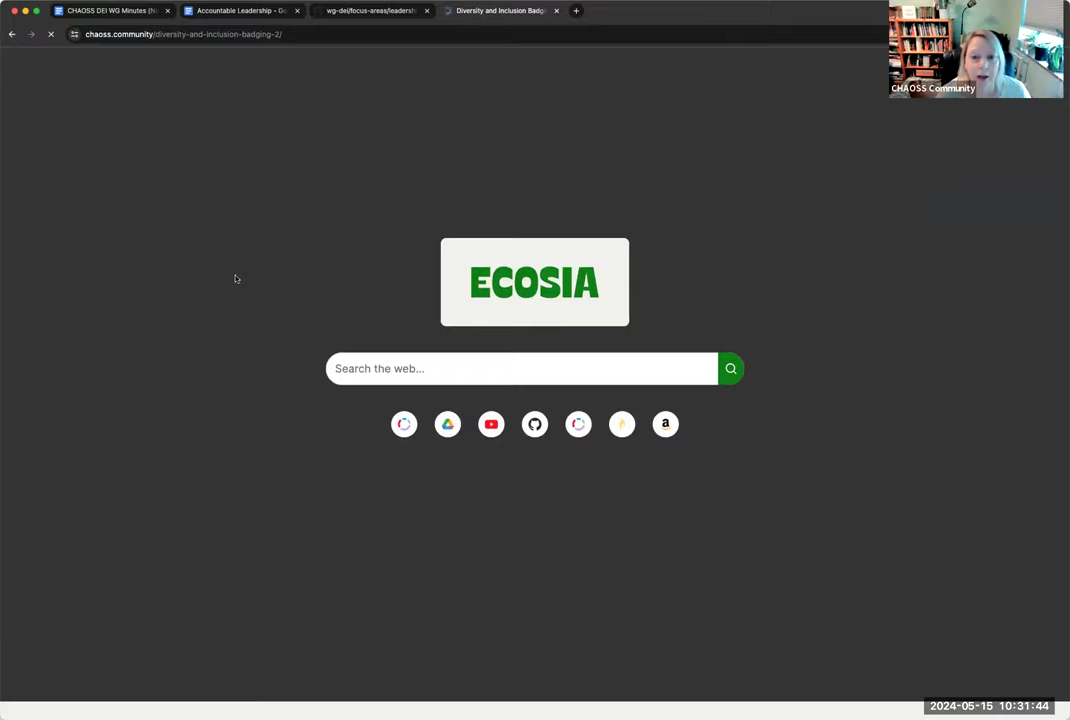 CHAOSS DEI WG Minutes (N
Accountable Leadership - Go
wg-dei/focus-areas/leadersh
Diversity and Inclusion Badg
chaoss.community/diversity-and-inclusion-badging-2/
CHAOSS Community
ECOSIA
Search the web...
a
2024-05-15 10:31:44